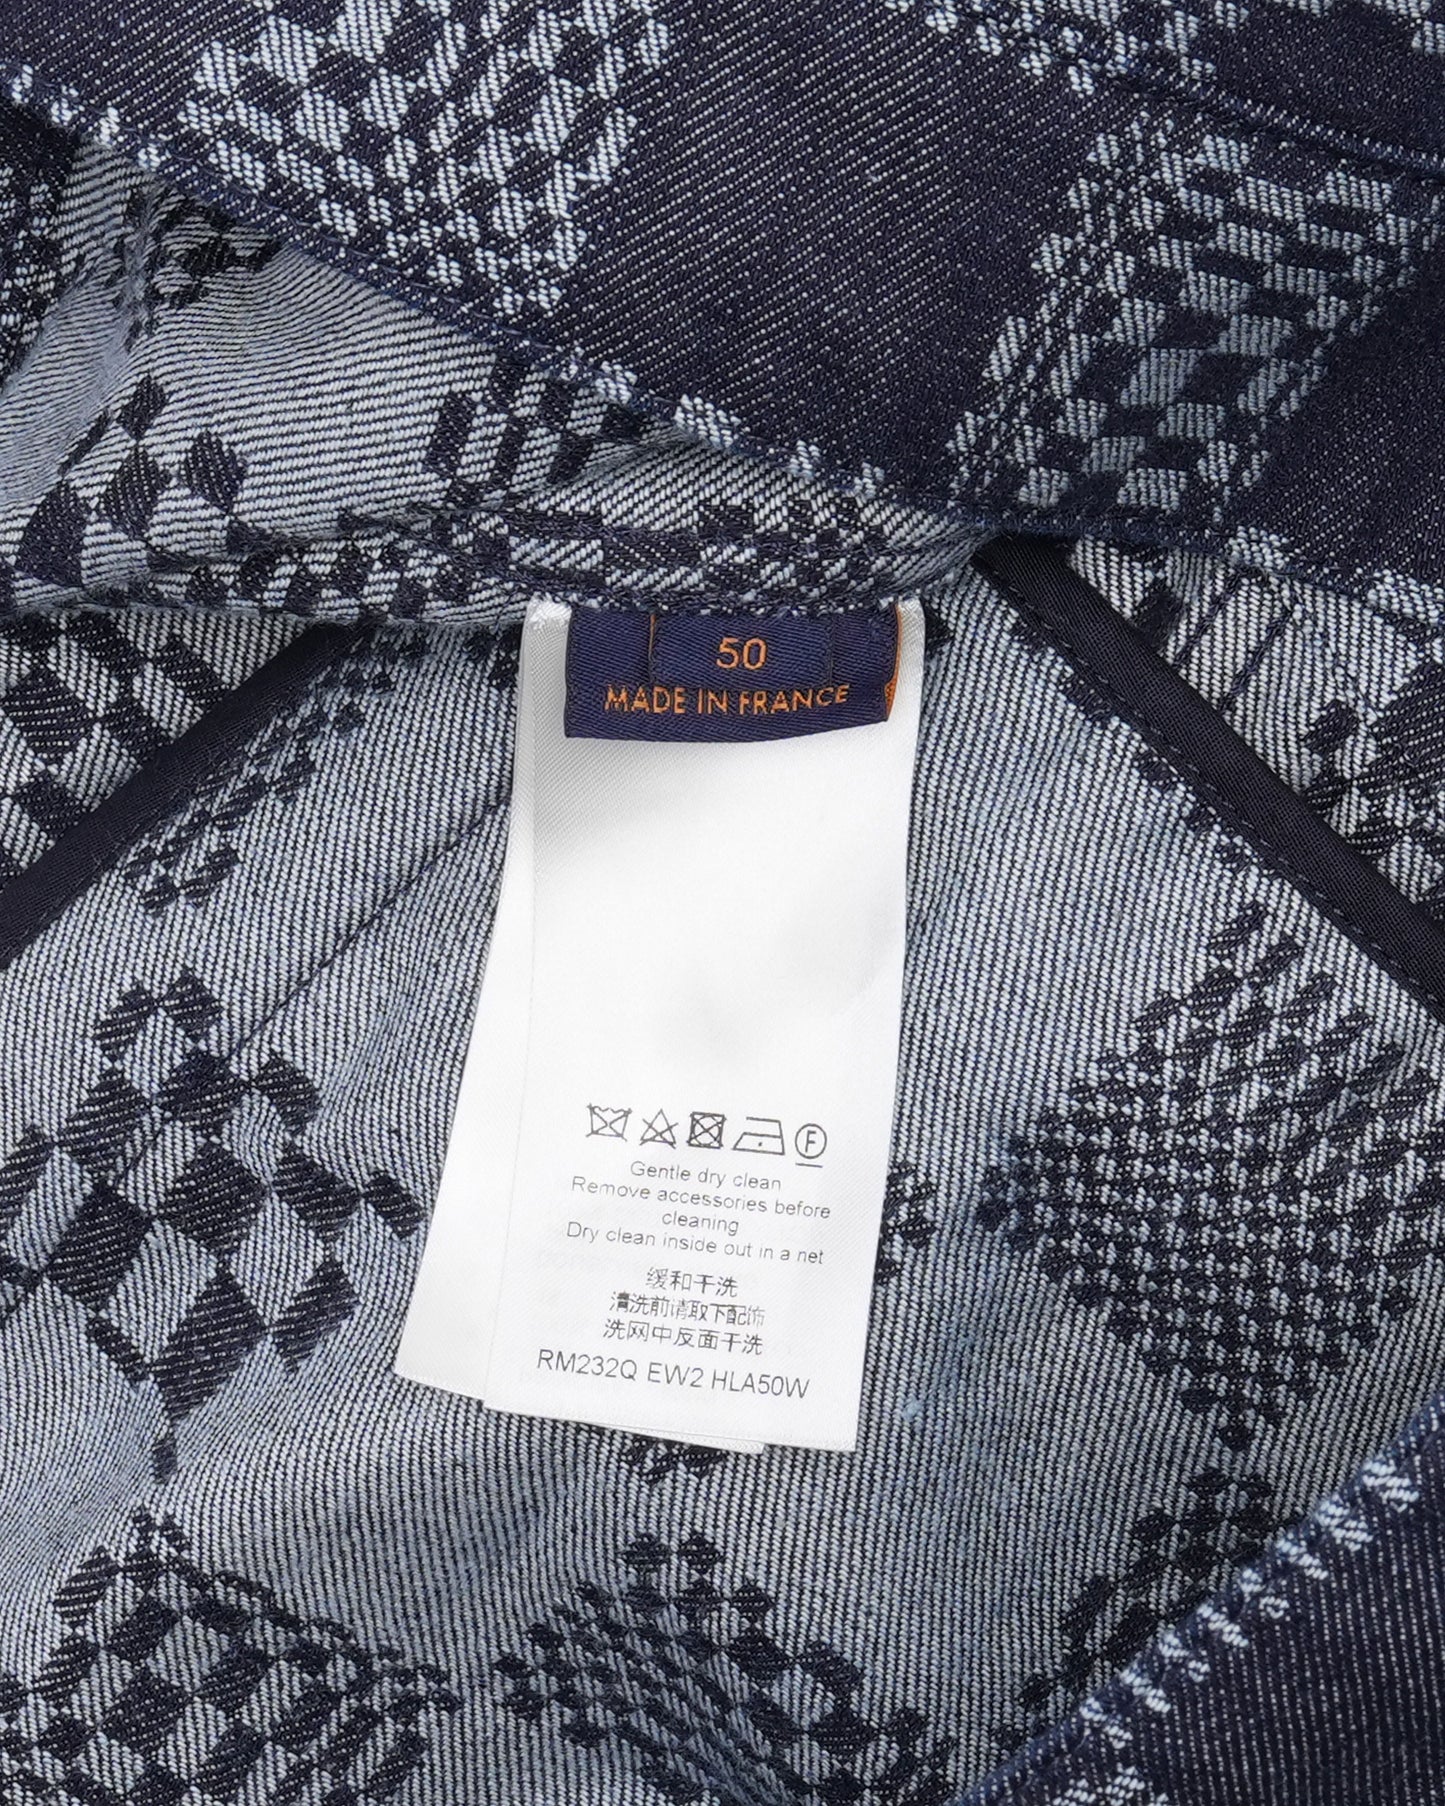 50
MADE IN FRANCE
F
Gentle dry clean
Remove accessories before
cleaning
Dry clean inside out in a net
缓和干洗
清洗前请取下配饰
洗网中反面干洗
RM232Q EW2 HLA50W